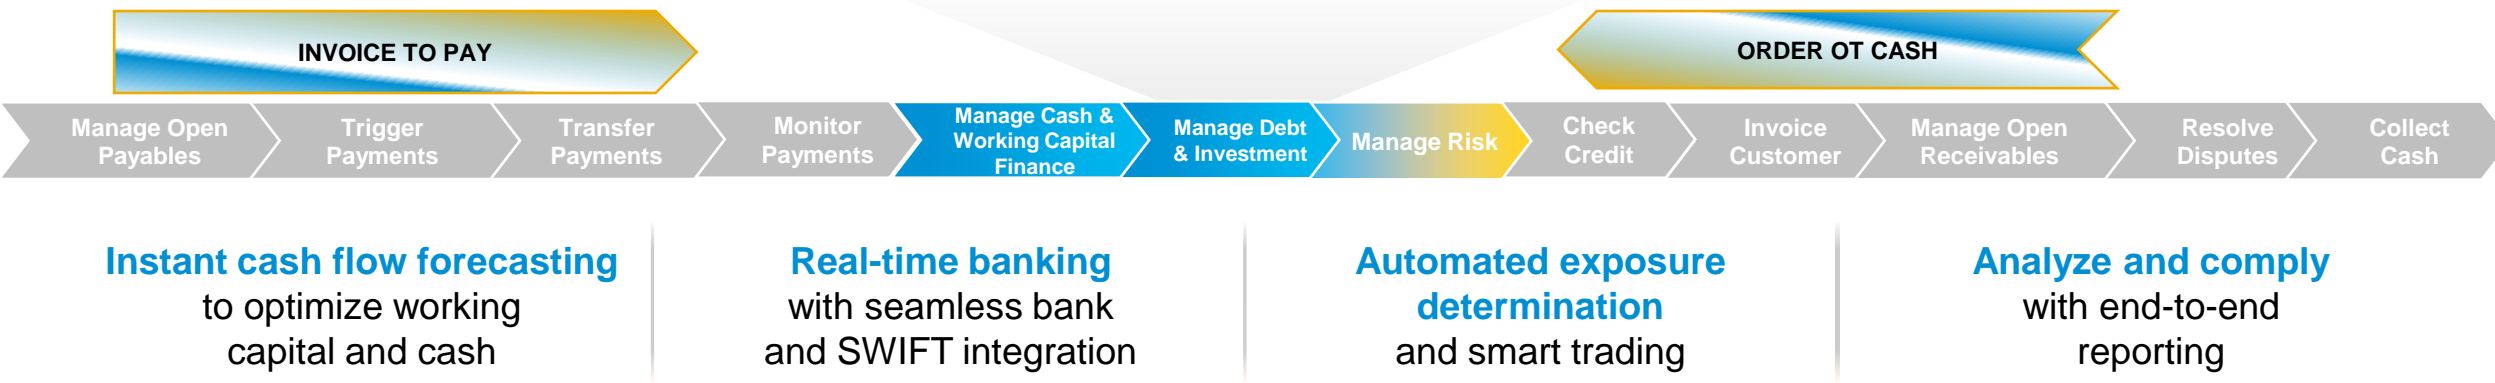 INVOICE TO PAY
ORDER OT CASH
Manage Open
Payables
Trigger
Payments
Transfer
Payments
Monitor
Payments
Manage Cash &
Working Capital
Finance
Manage Debt
& Investment
Manage Risk
Check
Credit
Invoice
Customer
Manage Open
Receivables
Resolve
Disputes
Collect
Cash
Instant cash flow forecasting
to optimize working
capital and cash
Real-time banking
with seamless bank
and SWIFT integration
Automated exposure
determination
and smart trading
Analyze and comply
with end-to-end
reporting